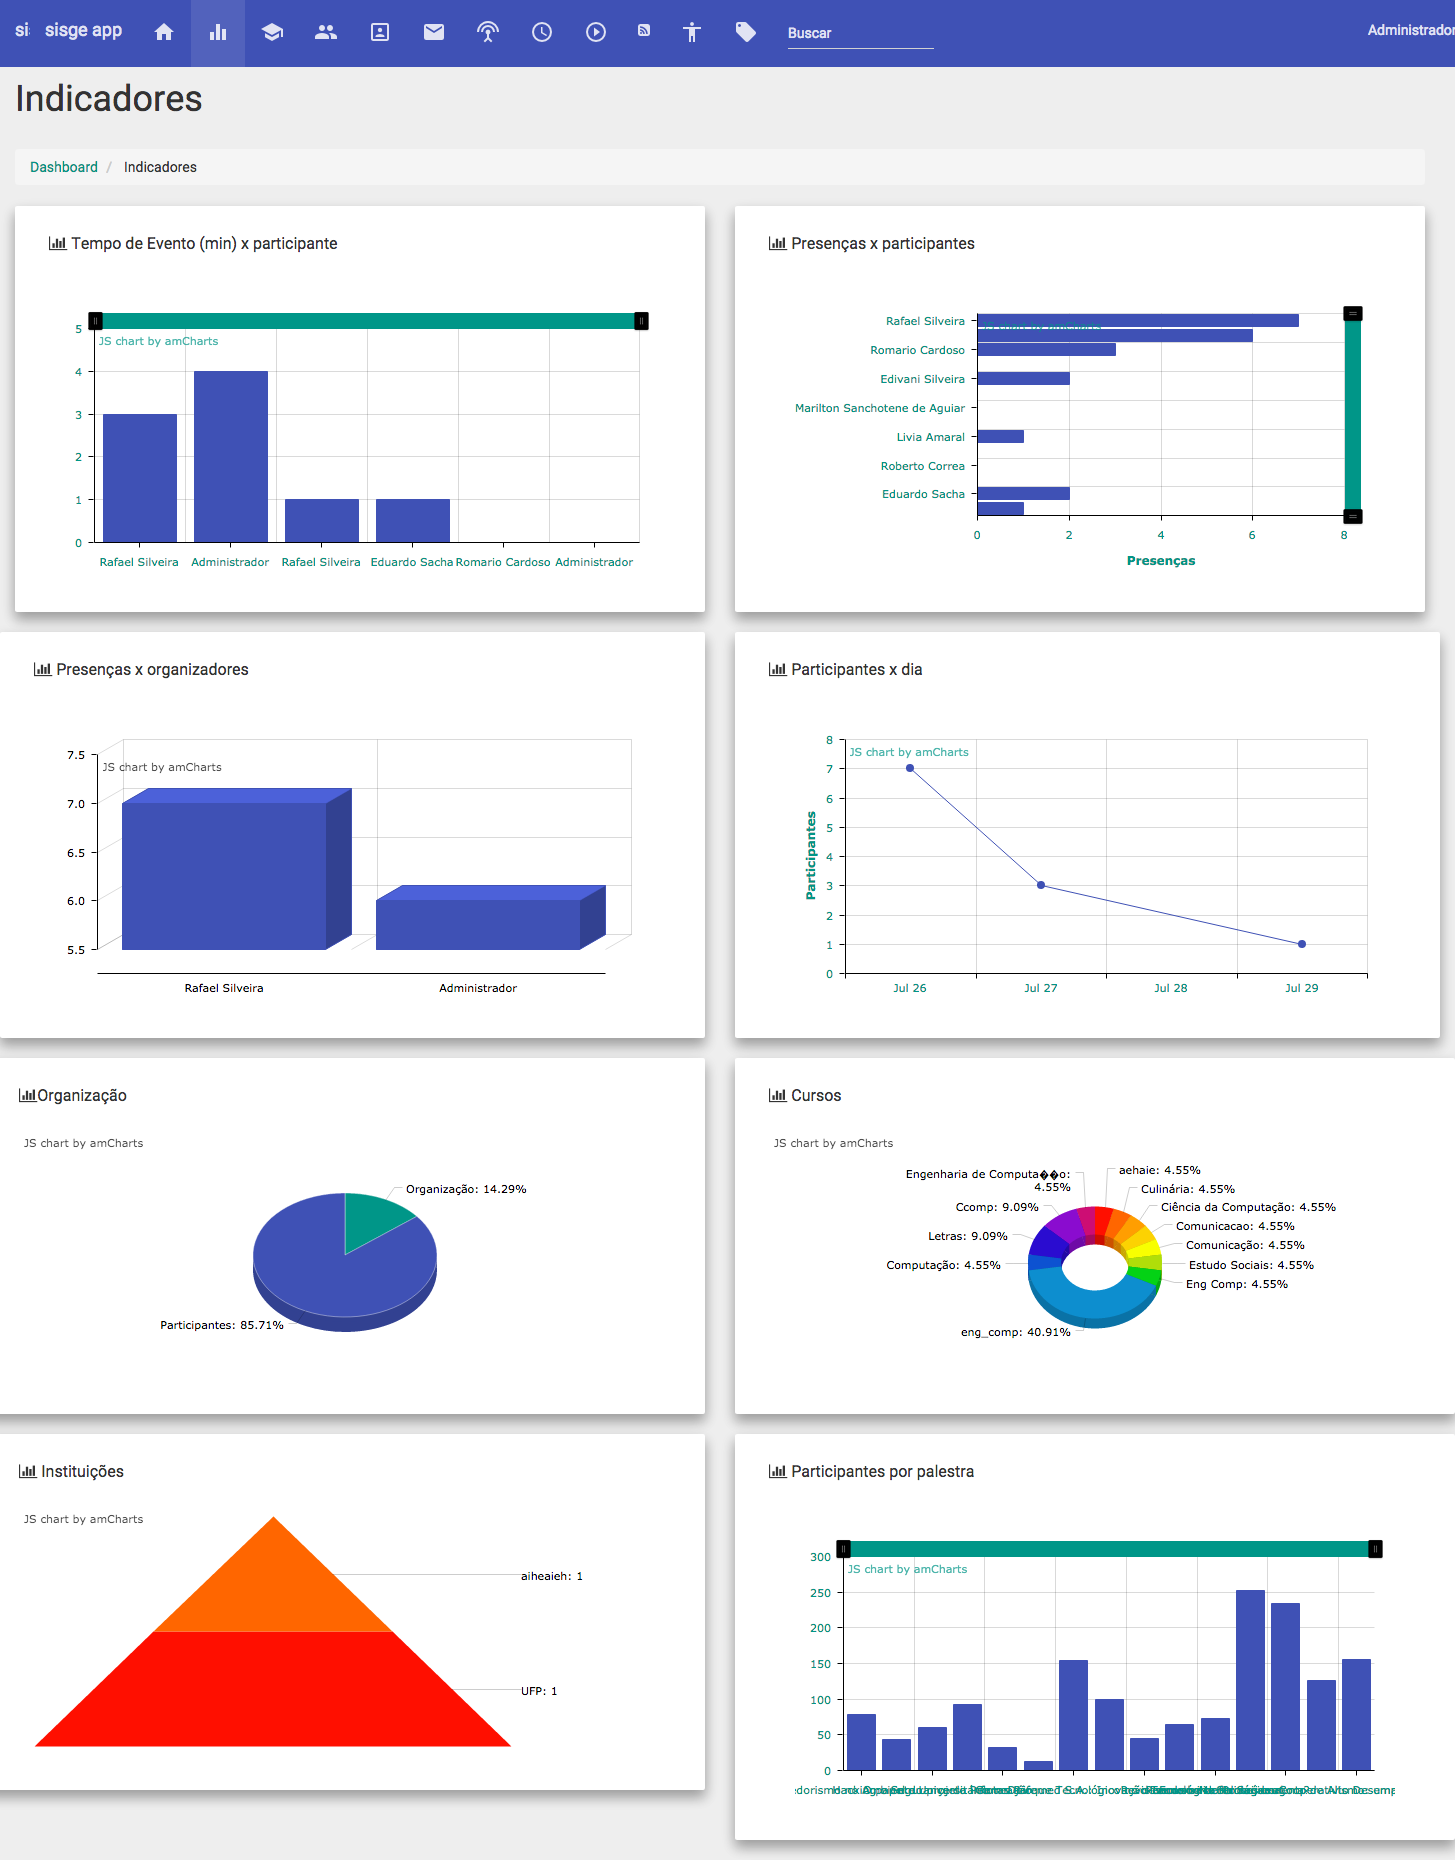 sisge app
Buscar
Administrador
Indicadores
Dashboard / Indicadores
Tempo de Evento (min) x participante
JS chart by amCharts
5
4
3
2
1
0
Rafael Silveira Administrador Rafael Silveira Eduardo Sacha Romario Cardoso Administrador
Presenças x participantes
JS chart by amCharts
Rafael Silveira
Romario Cardoso
Edivani Silveira
Marilton Sanchotene de Aguiar
Livia Amaral
Roberto Correa
Eduardo Sacha
0 2 4 6 8
Presenças
Presenças x organizadores
JS chart by amCharts
7.5
7.0
6.5
6.0
5.5
Rafael Silveira Administrador
Participantes x dia
JS chart by amCharts
Participantes
8
7
6
5
4
3
2
1
0
Jul 26 Jul 27 Jul 28 Jul 29
Organização
JS chart by amCharts
Organização: 14.29%
Participantes: 85.71%
Cursos
JS chart by amCharts
Engenharia de Computa��o:
4.55%
Ccomp: 9.09%
Letras: 9.09%
Computação: 4.55%
eng_comp: 40.91%
aehaie: 4.55%
Culinária: 4.55%
Ciência da Computação: 4.55%
Comunicacao: 4.55%
Comunicação: 4.55%
Estudo Sociais: 4.55%
Eng Comp: 4.55%
Instituições
JS chart by amCharts
aiheaieh: 1
UFP: 1
Participantes por palestra
JS chart by amCharts
300
250
200
150
100
50
0